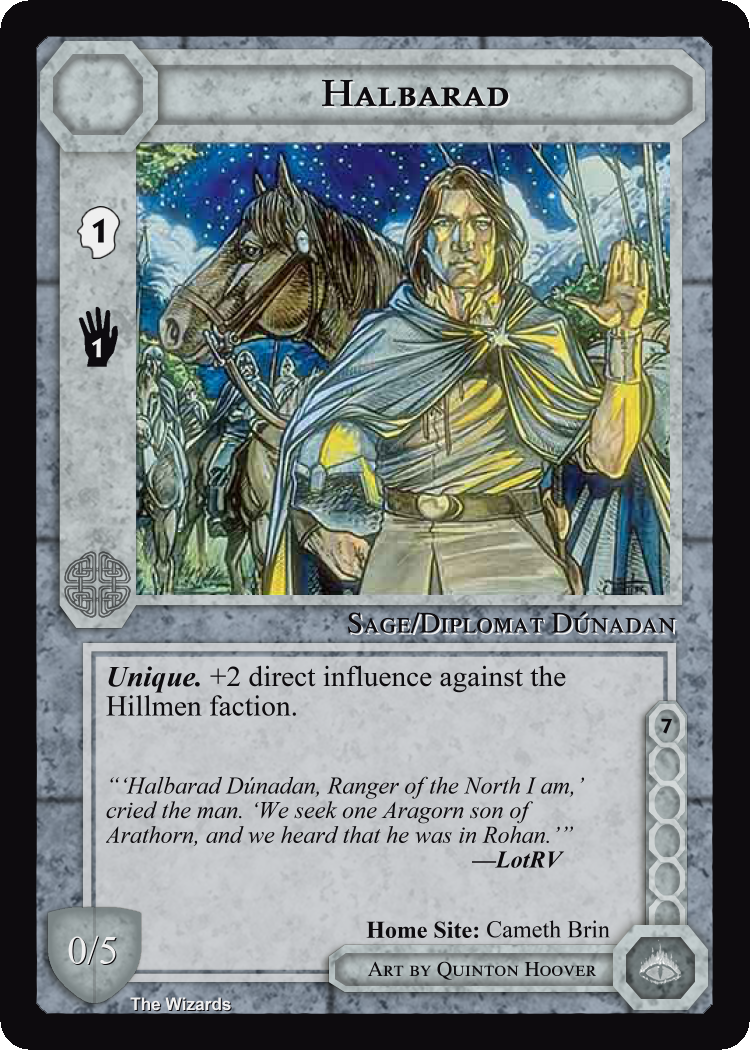 Halbarad
1
1
Sage/Diplomat Dúnadan
Unique. +2 direct influence against the
Hillmen faction.
7
“‘Halbarad Dúnadan, Ranger of the North I am,’
cried the man. ‘We seek one Aragorn son of
Arathorn, and we heard that he was in Rohan.’”
—LotRV
Home Site: Cameth Brin
0/5
Art by Quinton Hoover
The Wizards